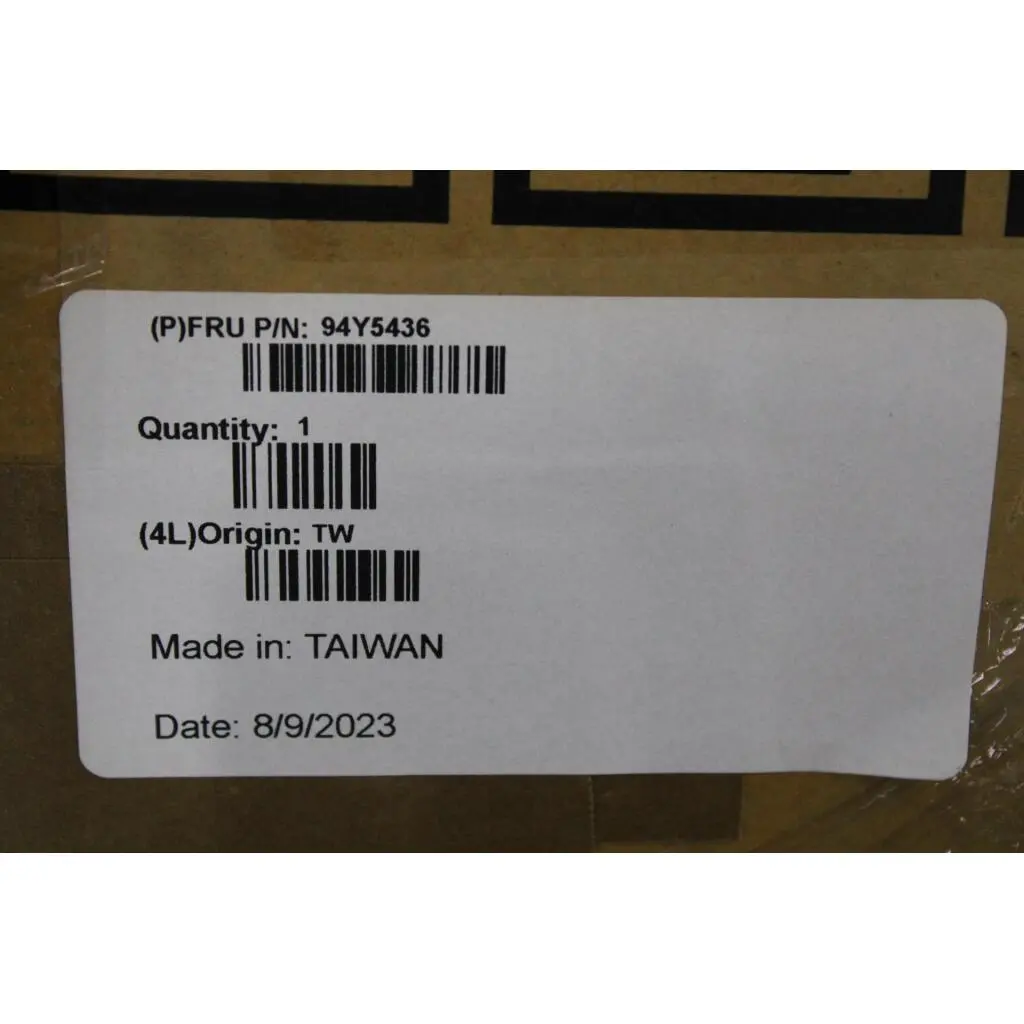 (P)FRU P/N: 94Y5436
Quantity: 1
(4L)Origin: TW
Made in: TAIWAN
Date: 8/9/2023